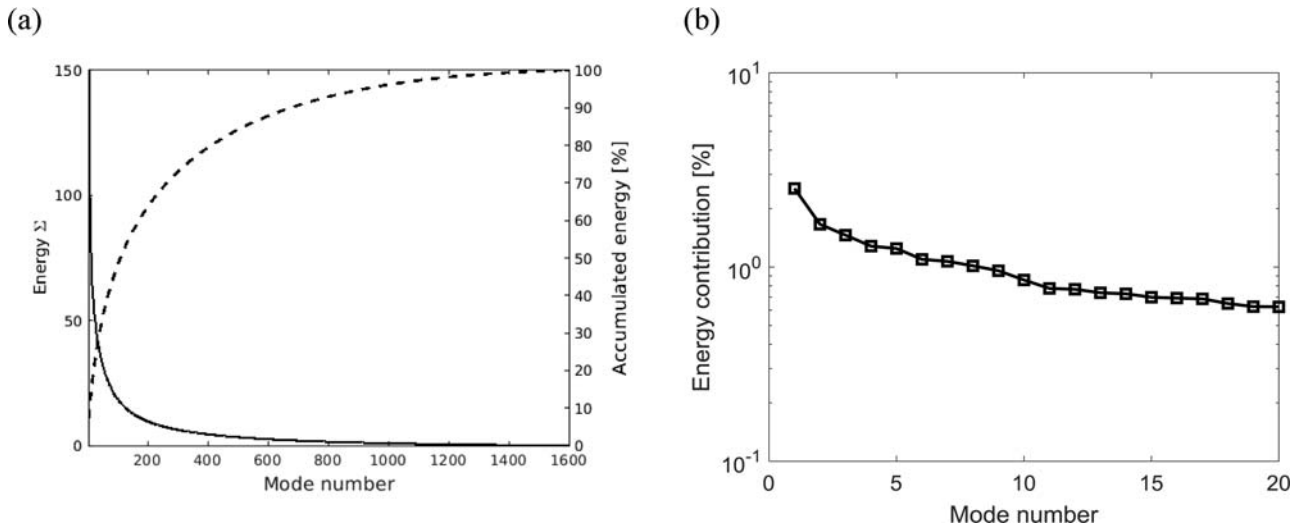 (a)
(b)
150
100
50
0
Energy Σ
100
90
80
70
60
50
40
30
20
10
0
Accumulated energy [%]
200 400 600 800 1000 1200 1400 1600
Mode number
10¹
10⁰
10⁻¹
Energy contribution [%]
0 5 10 15 20
Mode number